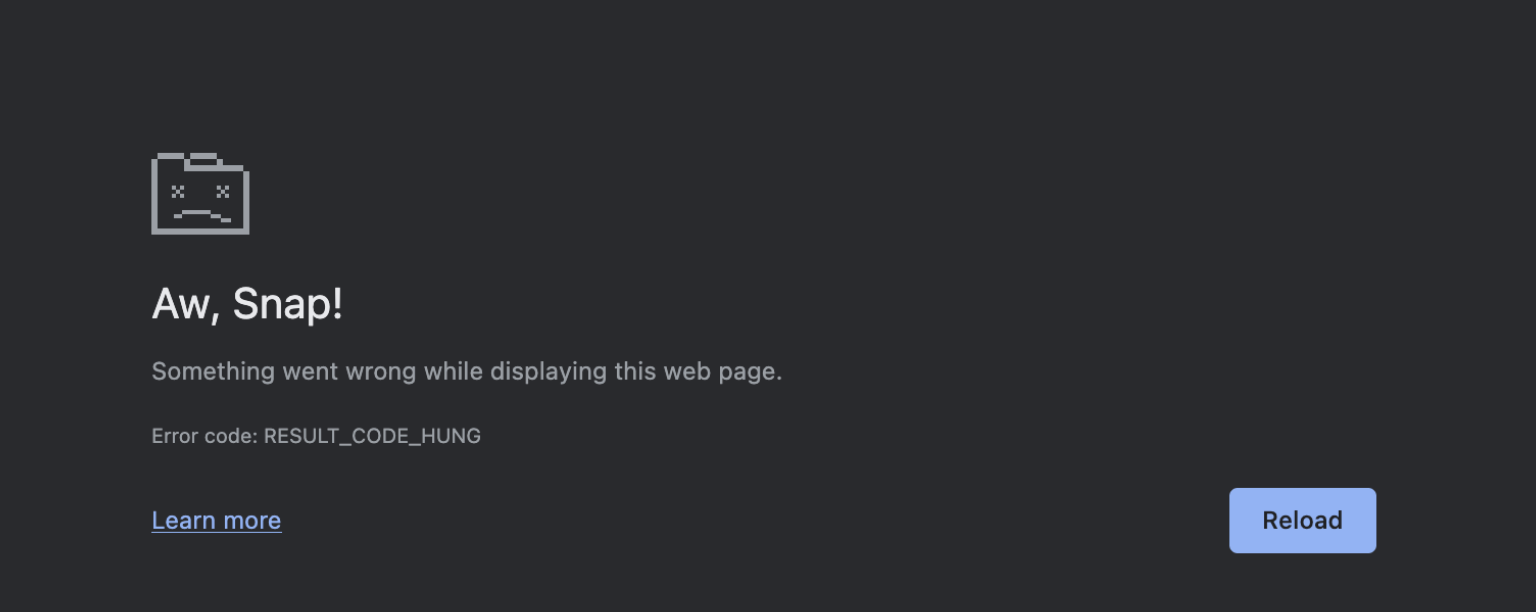 Aw, Snap!
Something went wrong while displaying this web page.
Error code: RESULT_CODE_HUNG
Learn more
Reload